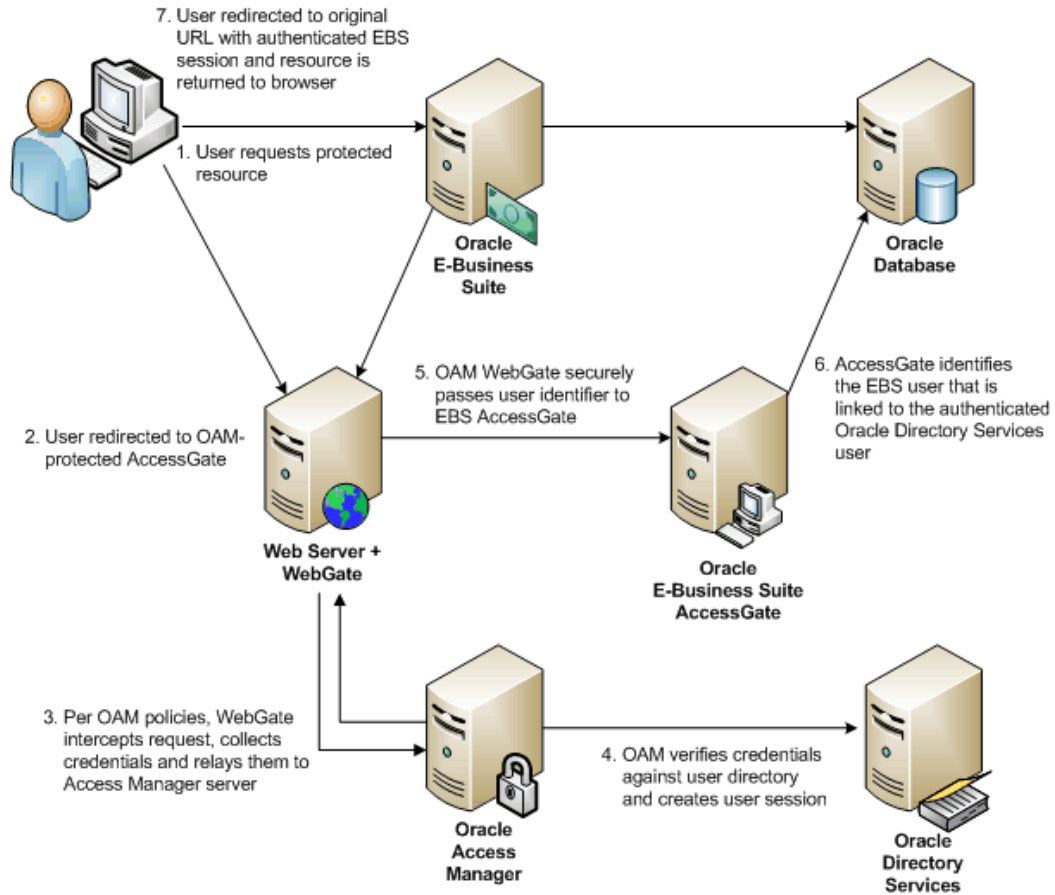 7. User redirected to original
URL with authenticated EBS
session and resource is
returned to browser
1. User requests protected
resource
Oracle
E-Business
Suite
Oracle
Database
2. User redirected to OAM-
protected AccessGate
5. OAM WebGate securely
passes user identifier to
EBS AccessGate
6. AccessGate identifies
the EBS user that is
linked to the authenticated
Oracle Directory Services
user
Web Server +
WebGate
Oracle
E-Business Suite
AccessGate
3. Per OAM policies, WebGate
intercepts request, collects
credentials and relays them to
Access Manager server
4. OAM verifies credentials
against user directory
and creates user session
Oracle
Access
Manager
Oracle
Directory
Services